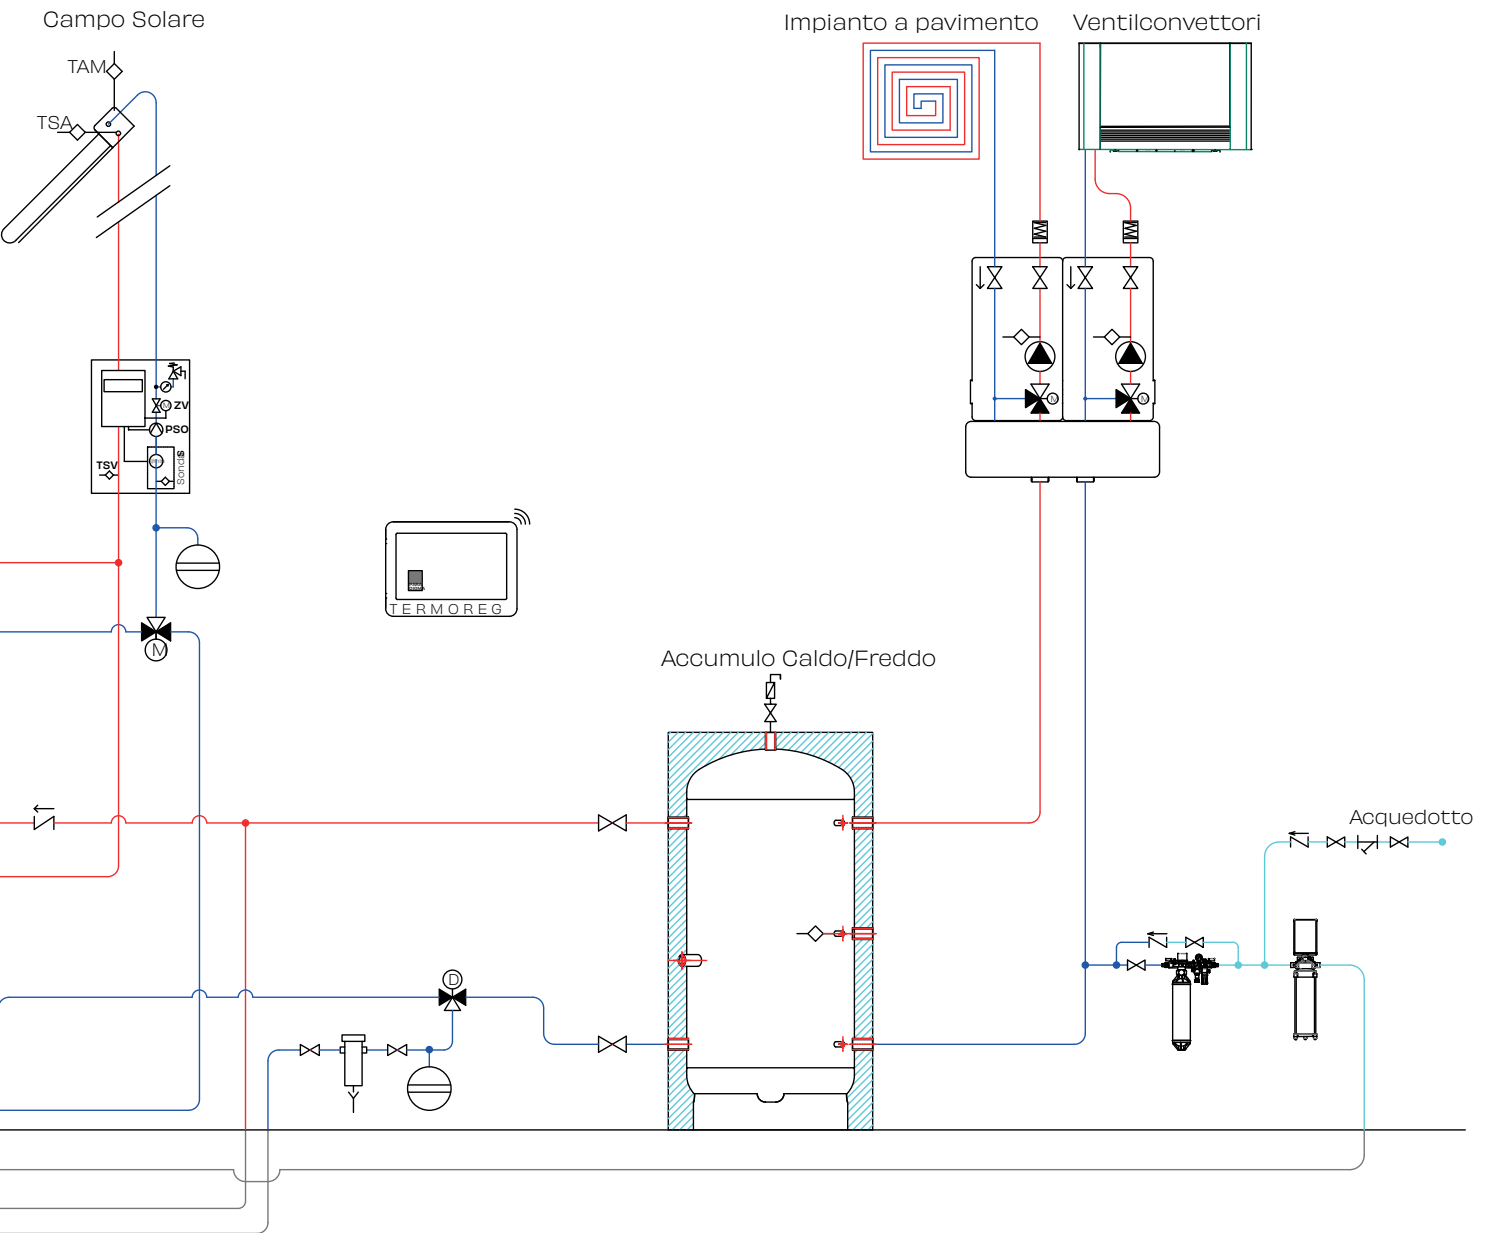 Campo Solare
Impianto a pavimento
Ventilconvettori
TAM
TSA
M
ZV
PSO
TSV
Sonda
S
M
M
M
TERMOREG
Accumulo Caldo/Freddo
Acquedotto
D